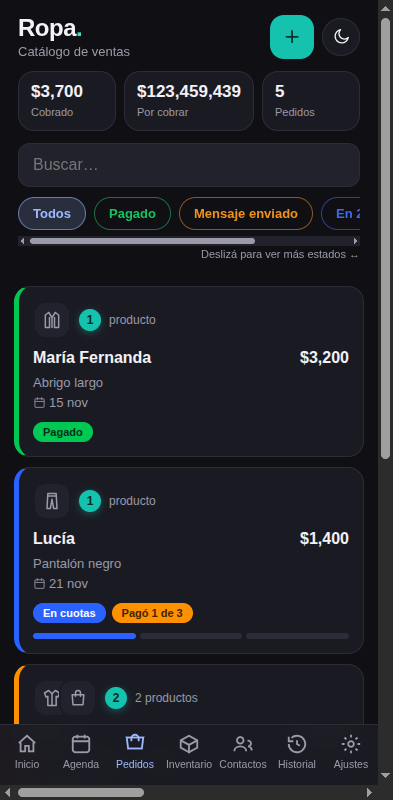 Ropa.
Catálogo de ventas
$3,700
Cobrado
$123,459,439
Por cobrar
5
Pedidos
Buscar…
Todos
Pagado
Mensaje enviado
En 2
Deslizá para ver más estados ↔
1 producto
María Fernanda $3,200
Abrigo largo
15 nov
Pagado
1 producto
Lucía $1,400
Pantalón negro
21 nov
En cuotas Pagó 1 de 3
2 2 productos
Inicio Agenda Pedidos Inventario Contactos Historial Ajustes